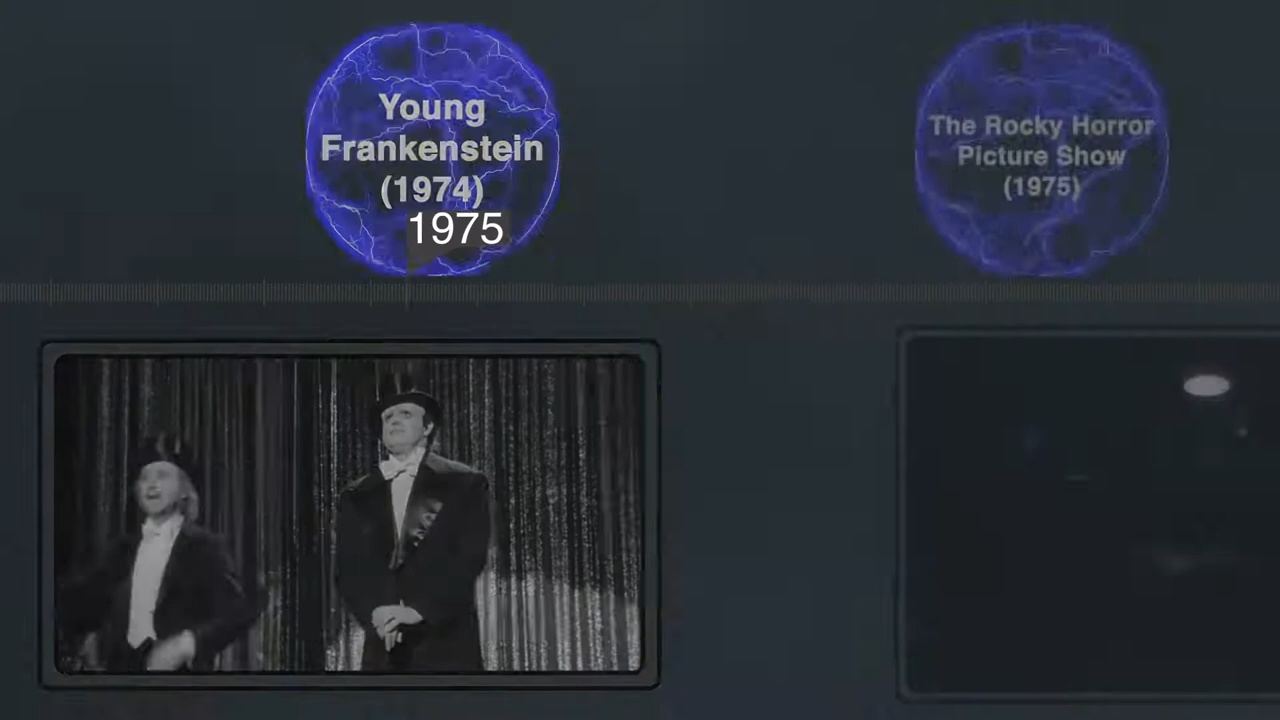 Young
Frankenstein
(1974)
1975
The Rocky Horror
Picture Show
(1975)